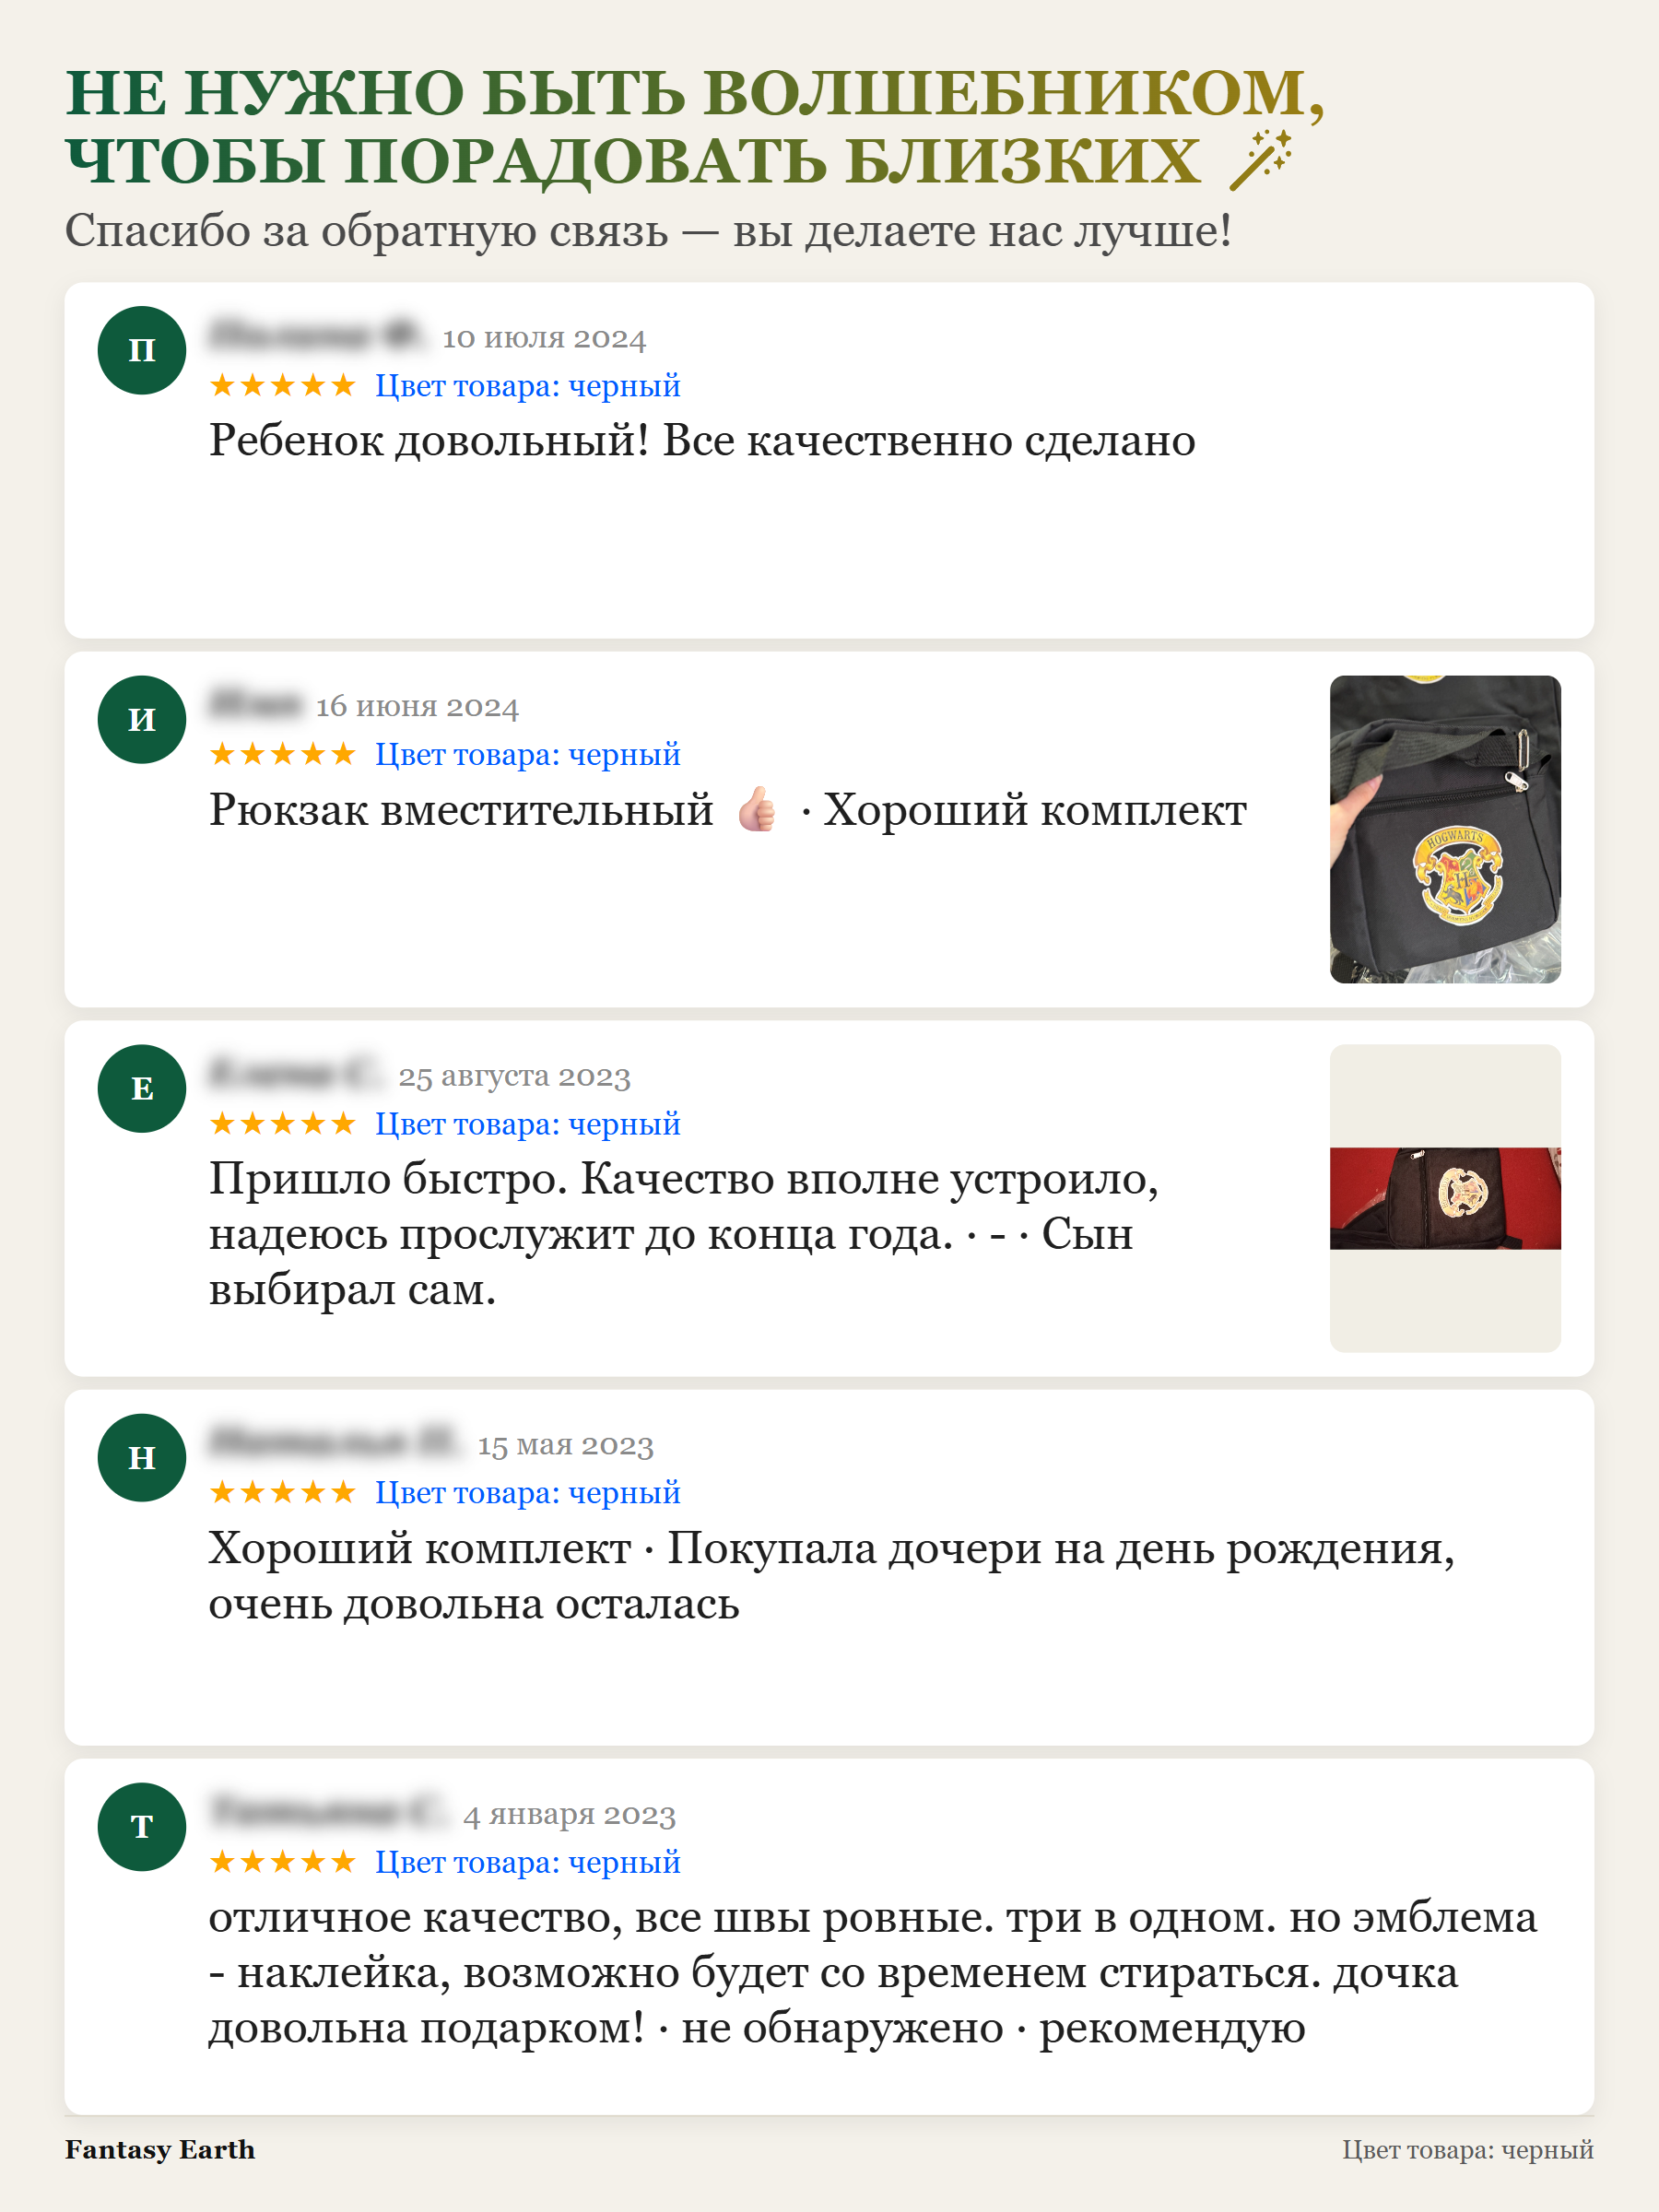 НЕ НУЖНО БЫТЬ ВОЛШЕБНИКОМ,
ЧТОБЫ ПОРАДОВАТЬ БЛИЗКИХ
Спасибо за обратную связь — вы делаете нас лучше!
П
10 июля 2024
★★★★★ Цвет товара: черный
Ребенок довольный! Все качественно сделано
И
16 июня 2024
★★★★★ Цвет товара: черный
Рюкзак вместительный 👍🏻 · Хороший комплект
HOGWARTS
H
Е
25 августа 2023
★★★★★ Цвет товара: черный
Пришло быстро. Качество вполне устроило,
надеюсь прослужит до конца года. · - · Сын
выбирал сам.
Н
15 мая 2023
★★★★★ Цвет товара: черный
Хороший комплект · Покупала дочери на день рождения,
очень довольна осталась
Т
4 января 2023
★★★★★ Цвет товара: черный
отличное качество, все швы ровные. три в одном. но эмблема
- наклейка, возможно будет со временем стираться. дочка
довольна подарком! · не обнаружено · рекомендую
Fantasy Earth
Цвет товара: черный